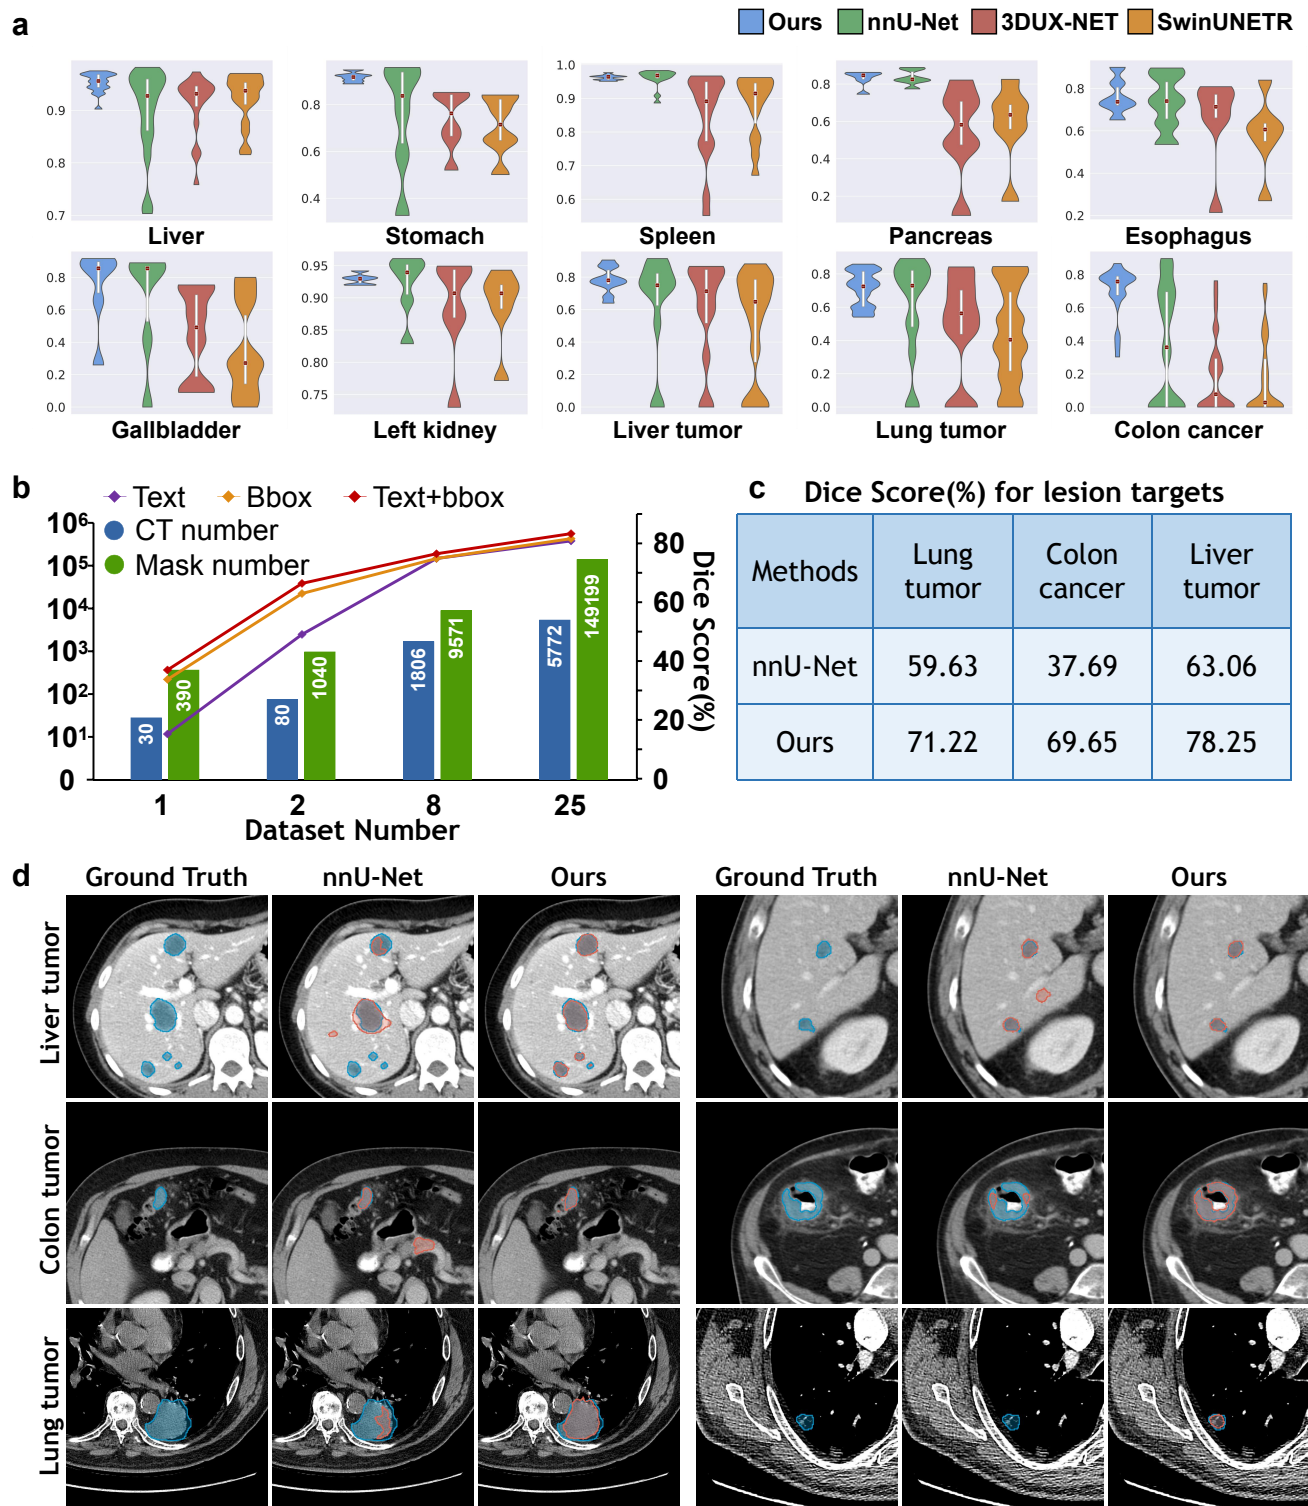 a
Ours nnU-Net 3DUX-NET SwinUNETR
0.9
0.8
0.7
Liver
0.8
0.6
0.4
Stomach
1.0
0.9
0.8
0.7
0.6
Spleen
0.8
0.6
0.4
0.2
Pancreas
0.8
0.6
0.4
0.2
Esophagus
0.8
0.6
0.4
0.2
0.0
Gallbladder
0.95
0.90
0.85
0.80
0.75
Left kidney
0.8
0.6
0.4
0.2
0.0
Liver tumor
0.8
0.6
0.4
0.2
0.0
Lung tumor
0.8
0.6
0.4
0.2
0.0
Colon cancer
b
Text Bbox Text+bbox
CT number
Mask number
10⁶
10⁵
10⁴
10³
10²
10¹
0
30
390
80
1040
1806
9571
5772
149199
80
60
40
20
0
Dice Score(%)
1 2 8 25
Dataset Number
c Dice Score(%) for lesion targets
Methods Lung tumor Colon cancer Liver tumor
nnU-Net 59.63 37.69 63.06
Ours 71.22 69.65 78.25
d
Ground Truth nnU-Net Ours Ground Truth nnU-Net Ours
Liver tumor
Colon tumor
Lung tumor